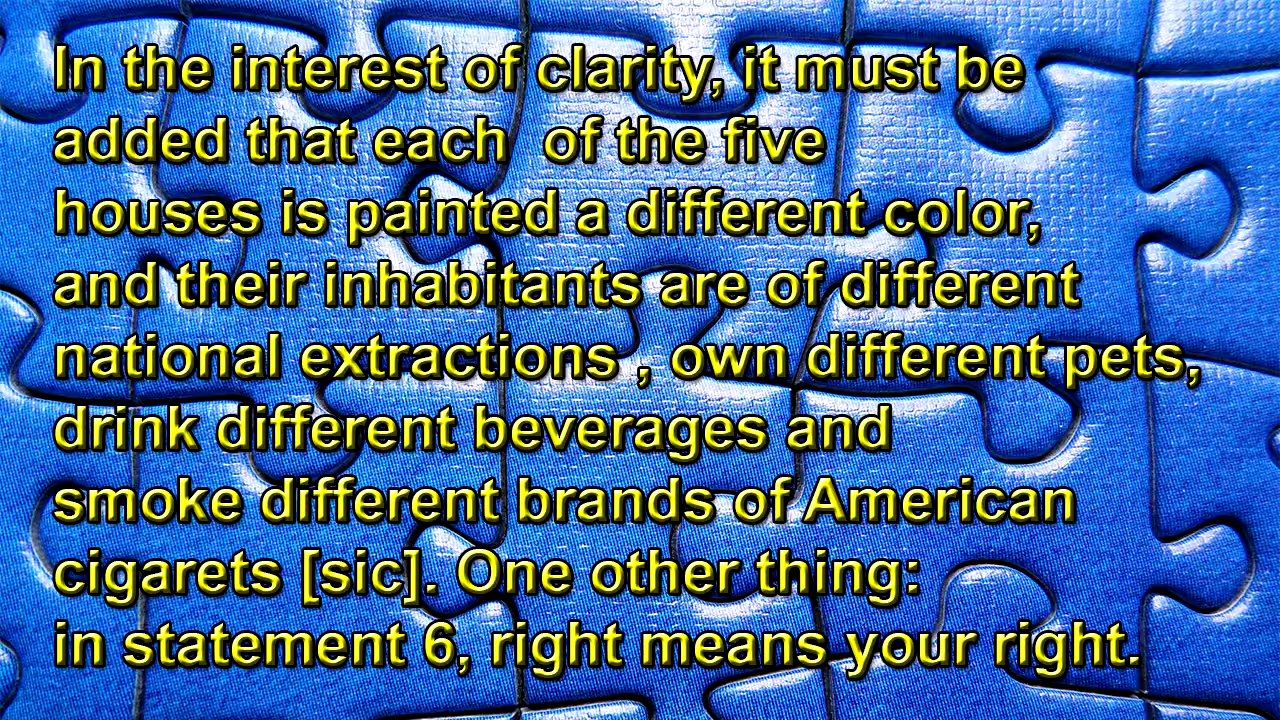 In the interest of clarity, it must be
added that each  of the five
houses is painted a different color,
and their inhabitants are of different
national extractions , own different pets,
drink different beverages and
smoke different brands of American
cigarets [sic]. One other thing:
in statement 6, right means your right.